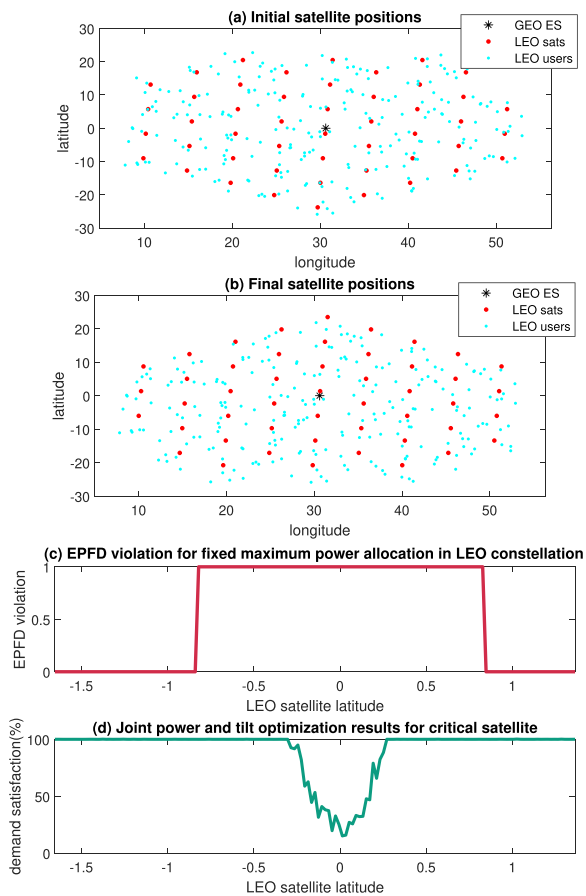 (a) Initial satellite positions
GEO ES
LEO sats
LEO users
30
20
10
0
-10
-20
-30
latitude
10 20 30 40 50
longitude
(b) Final satellite positions
GEO ES
LEO sats
LEO users
30
20
10
0
-10
-20
-30
latitude
10 20 30 40 50
longitude
(c) EPFD violation for fixed maximum power allocation in LEO constellation
1
0.5
0
EPFD violation
-1.5 -1 -0.5 0 0.5 1
LEO satellite latitude
(d) Joint power and tilt optimization results for critical satellite
100
50
0
demand satisfaction(%)
-1.5 -1 -0.5 0 0.5 1
LEO satellite latitude